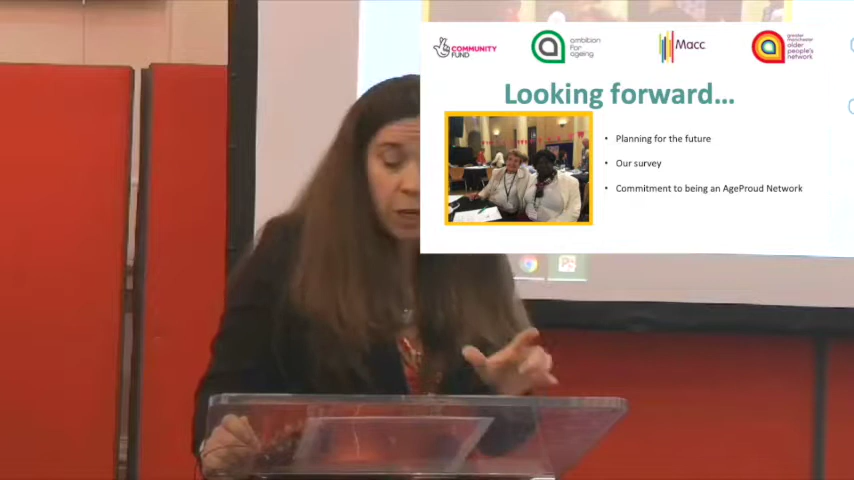 COMMUNITY
FUND
ambition
for
ageing
Macc
greater
manchester
older
people's
network
Looking forward...
• Planning for the future
• Our survey
• Commitment to being an AgeProud Network